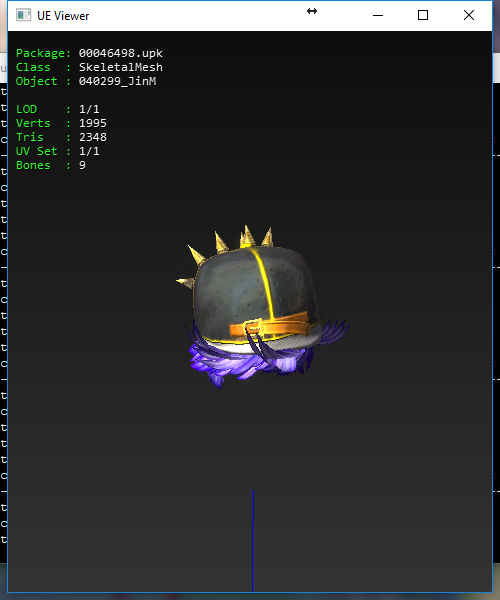 UE Viewer
Package: 00046498.upk
Class : SkeletalMesh
Object : 040299_JinM
LOD : 1/1
Verts : 1995
Tris : 2348
UV Set : 1/1
Bones : 9